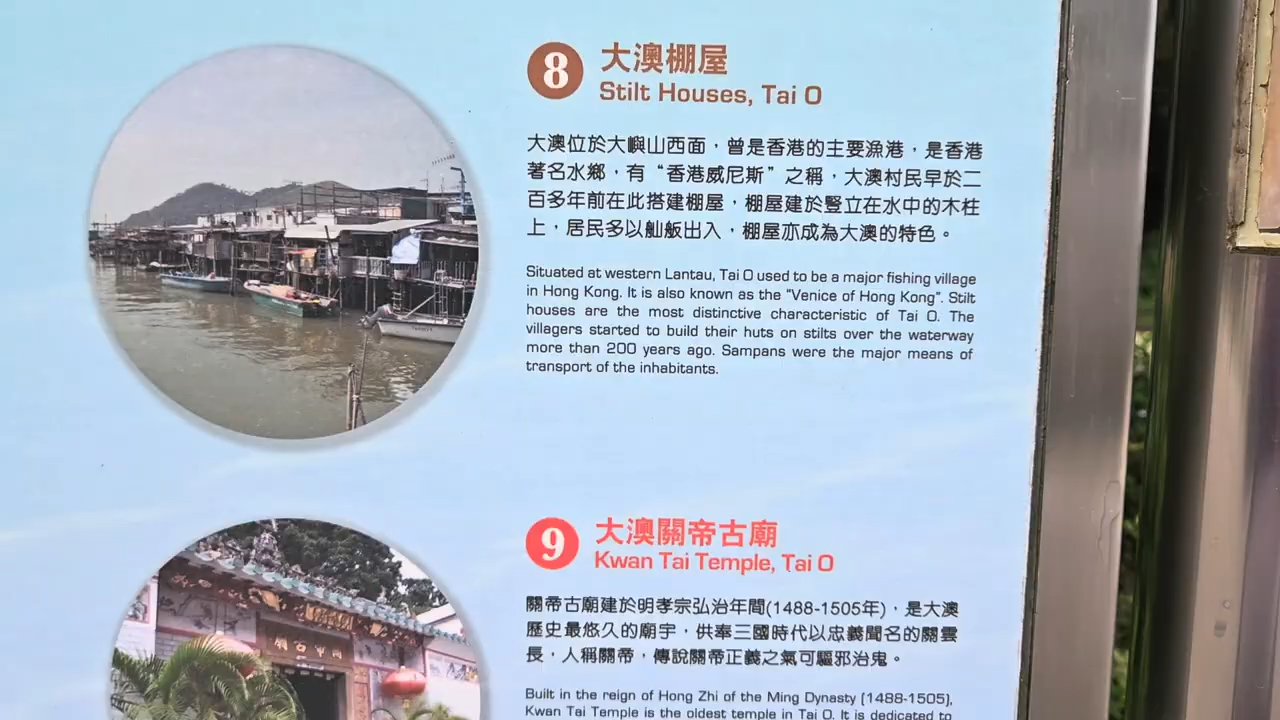 8
大澳棚屋
Stilt Houses, Tai O
大澳位於大嶼山西面，曾是香港的主要漁港，是香港
著名水鄉，有“香港威尼斯”之稱，大澳村民早於二
百多年前在此搭建棚屋，棚屋建於豎立在水中的木柱
上，居民多以舢舨出入，棚屋亦成為大澳的特色。
Situated at western Lantau, Tai O used to be a major fishing village
in Hong Kong. It is also known as the "Venice of Hong Kong". Stilt
houses are the most distinctive characteristic of Tai O. The
villagers started to build their huts on stilts over the waterway
more than 200 years ago. Sampans were the major means of
transport of the inhabitants.
9
大澳關帝古廟
Kwan Tai Temple, Tai O
關帝古廟建於明孝宗弘治年間(1488-1505年)，是大澳
歷史最悠久的廟宇，供奉三國時代以忠義聞名的關雲
長，人稱關帝，傳說關帝正義之氣可驅邪治鬼。
Built in the reign of Hong Zhi of the Ming Dynasty (1488-1505),
Kwan Tai Temple is the oldest temple in Tai O. It is dedicated to